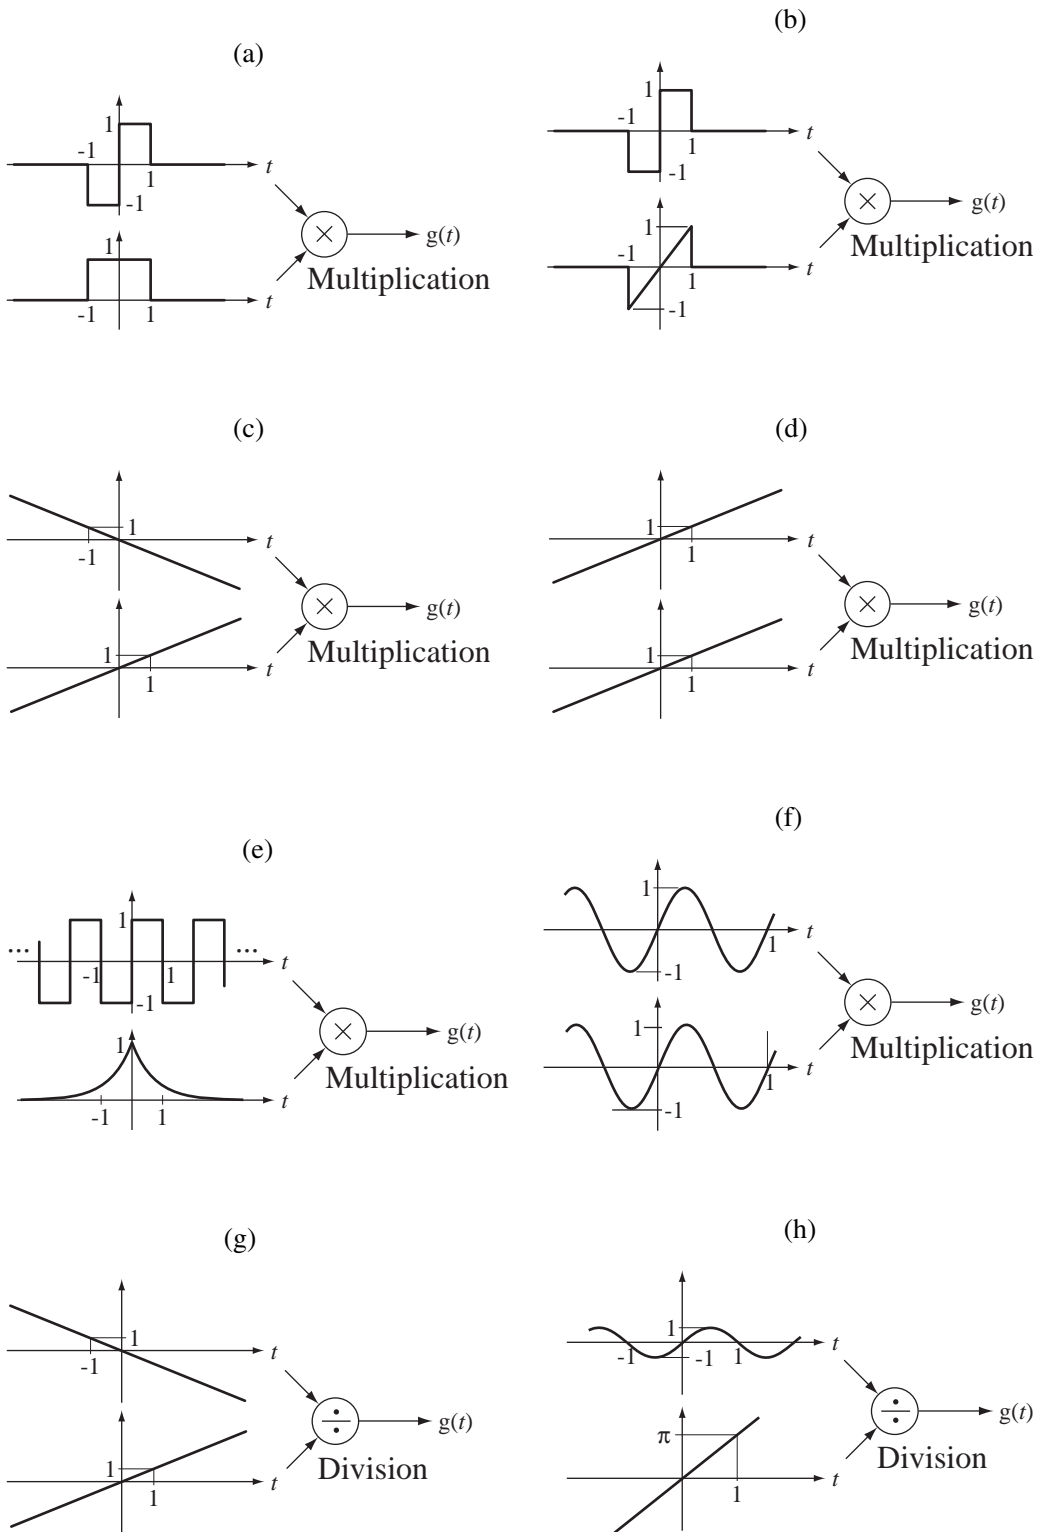 (a)
1
-1
1
-1
t
1
-1
1
t
g(t)
Multiplication
(b)
1
-1
1
-1
t
1
-1
1
-1
t
g(t)
Multiplication
(c)
1
-1
t
1
1
t
g(t)
Multiplication
(d)
1
1
t
1
1
t
g(t)
Multiplication
(e)
1
... -1 1 ...
-1
t
1
-1 1
t
g(t)
Multiplication
(f)
1
-1
1
t
1
-1
1
t
g(t)
Multiplication
(g)
1
-1
t
1
1
t
g(t)
Division
(h)
1
-1 -1 1
t
π
1
t
g(t)
Division